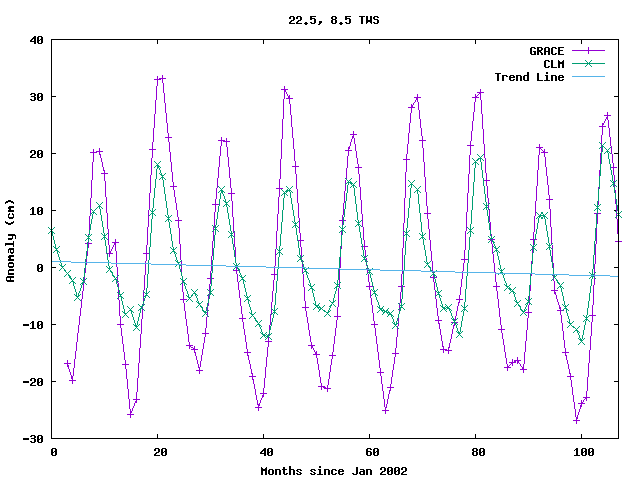 22.5, 8.5 TWS
GRACE
CLM
Trend Line
40
30
20
10
0
-10
-20
-30
Anomaly (cm)
0 20 40 60 80 100
Months since Jan 2002